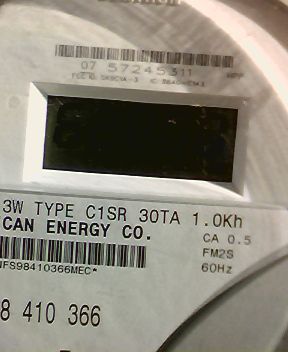 07 57245311
3W TYPE C1SR 30TA 1.0Kh
CAN ENERGY CO.
CA 0.5
FM2S
60Hz
NFS98410366MEC*
8 410 366